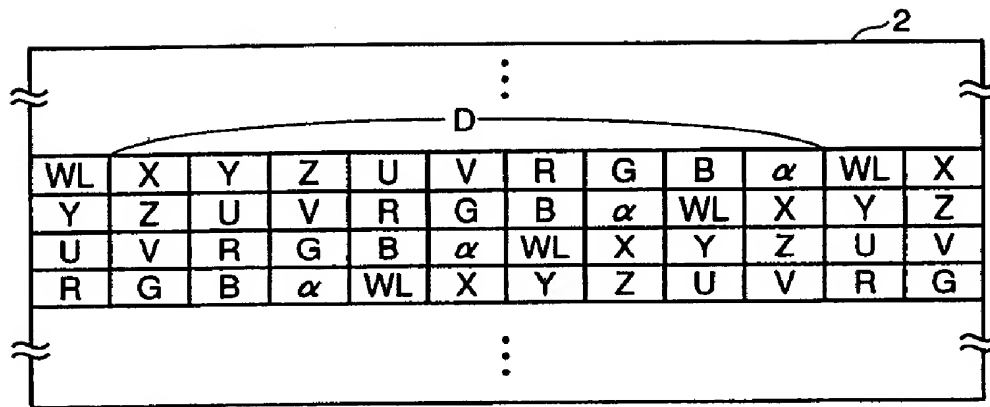 2
D
WL X Y Z U V R G B α WL X
Y Z U V R G B α WL X Y Z
U V R G B α WL X Y Z U V
R G B α WL X Y Z U V R G